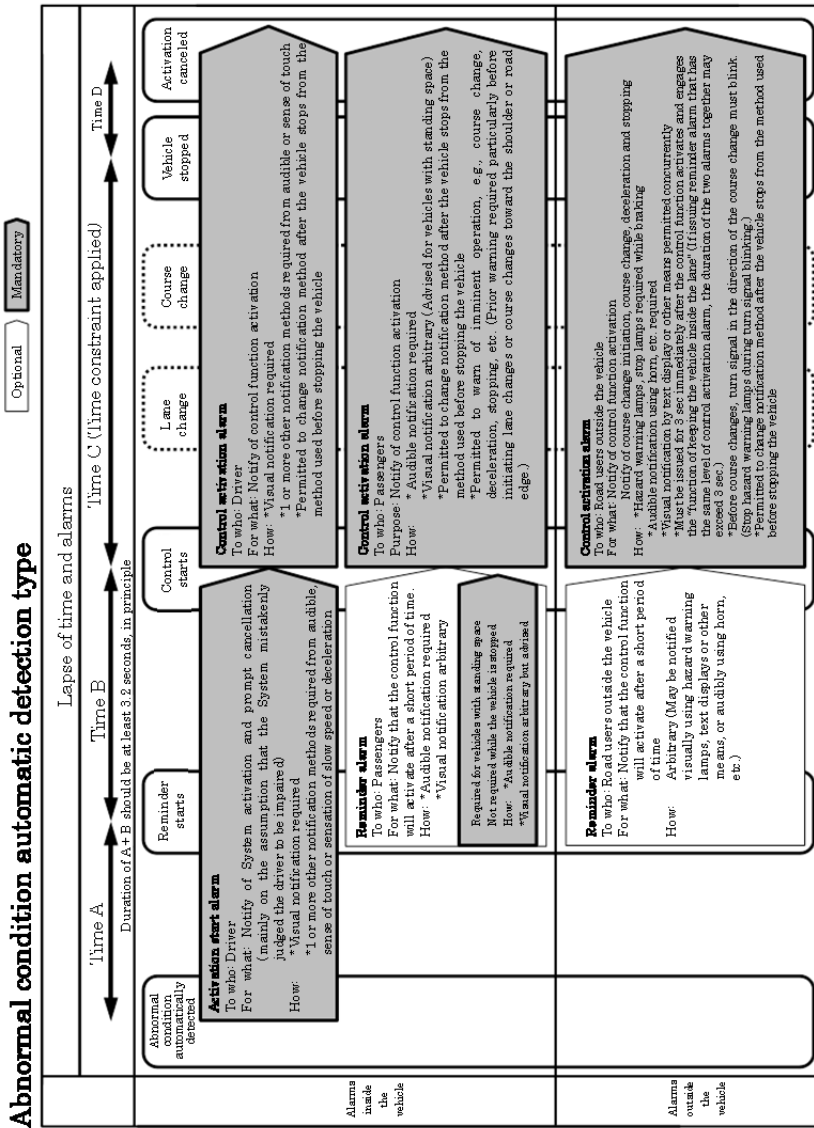 Abnormal condition automatic detection type
Optional
Mandatory
Lapse of time and alarms
Time A
Time B
Time C (Time constraint applied)
Time D
Duration of A + B should be at least 3.2 seconds, in principle
Abnormal
condition
automatically
detected
Reminder
starts
Control
starts
Lane
change
Course
change
Vehicle
stopped
Activation
canceled
Alarms
inside
the
vehicle
Activation start alarm
To who: Driver
For what: Notify of System activation and prompt cancellation
(mainly on the assumption that the System mistakenly
judged the driver to be impaired)
How: *Visual notification required
*1 or more other notification methods required from audible,
sense of touch or sensation of slow speed or deceleration
Control activation alarm
To who: Driver
For what: Notify of control function activation
How: *Visual notification required
*1 or more other notification methods required from audible or sense of touch
*Permitted to change notification method after the vehicle stops from the
method used before stopping the vehicle
Reminder alarm
To who: Passengers
For what: Notify that the control function
will activate after a short period of time.
How: *Audible notification required
*Visual notification arbitrary
Required for vehicles with standing space
Not required while the vehicle is stopped
How: *Audible notification required
*Visual notification arbitrary but advised
Control activation alarm
To who: Passengers
Purpose: Notify of control function activation
How:
* Audible notification required
*Visual notification arbitrary (Advised for vehicles with standing space)
*Permitted to change notification method after the vehicle stops from the
method used before stopping the vehicle
*Permitted to warn of imminent operation, e.g., course change,
deceleration, stopping, etc. (Prior warning required particularly before
initiating lane changes or course changes toward the shoulder or road
edge.)
Alarms
outside
the
vehicle
Reminder alarm
To who: Road users outside the vehicle
For what: Notify that the control function
will activate after a short period
of time
How: Arbitrary (May be notified
visually using hazard warning
lamps, text displays or other
means, or audibly using horn,
etc.)
Control activation alarm
To who: Road users outside the vehicle
For what: Notify of control function activation
Notify of course change initiation, course change, deceleration and stopping
How: *Hazard warning lamps, stop lamps required while braking
*Audible notification using horn, etc. required
*Visual notification by text display or other means permitted concurrently
*Must be issued for 3 sec immediately after the control function activates and engages
the "function of keeping the vehicle inside the lane" (If issuing reminder alarm that has
the same level of control activation alarm, the duration of the two alarms together may
exceed 3 sec.)
*Before course changes, turn signal in the direction of the course change must blink.
(Stop hazard warning lamps during turn signal blinking.)
*Permitted to change notification method after the vehicle stops from the method used
before stopping the vehicle